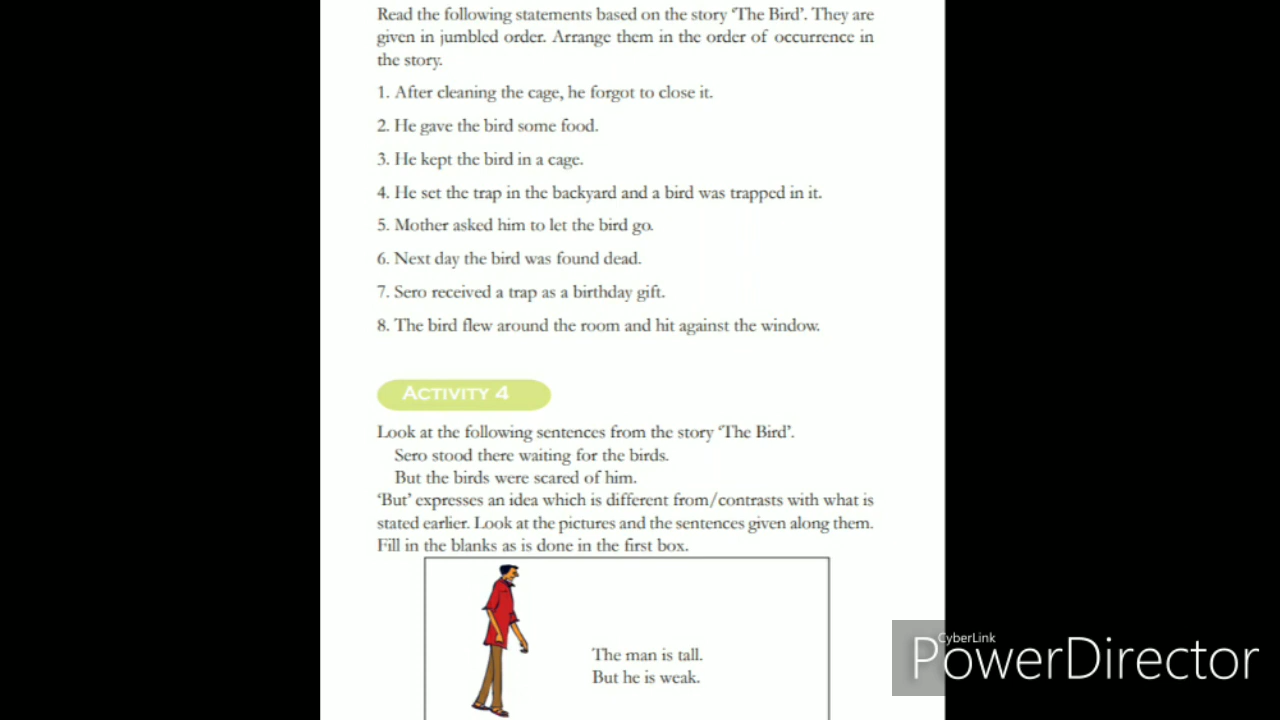 Read the following statements based on the story ‘The Bird’. They are
given in jumbled order. Arrange them in the order of occurrence in
the story.
1. After cleaning the cage, he forgot to close it.
2. He gave the bird some food.
3. He kept the bird in a cage.
4. He set the trap in the backyard and a bird was trapped in it.
5. Mother asked him to let the bird go.
6. Next day the bird was found dead.
7. Sero received a trap as a birthday gift.
8. The bird flew around the room and hit against the window.
ACTIVITY 4
Look at the following sentences from the story ‘The Bird’.
Sero stood there waiting for the birds.
But the birds were scared of him.
‘But’ expresses an idea which is different from/contrasts with what is
stated earlier. Look at the pictures and the sentences given along them.
Fill in the blanks as is done in the first box.
The man is tall.
But he is weak.
CyberLink
PowerDirector